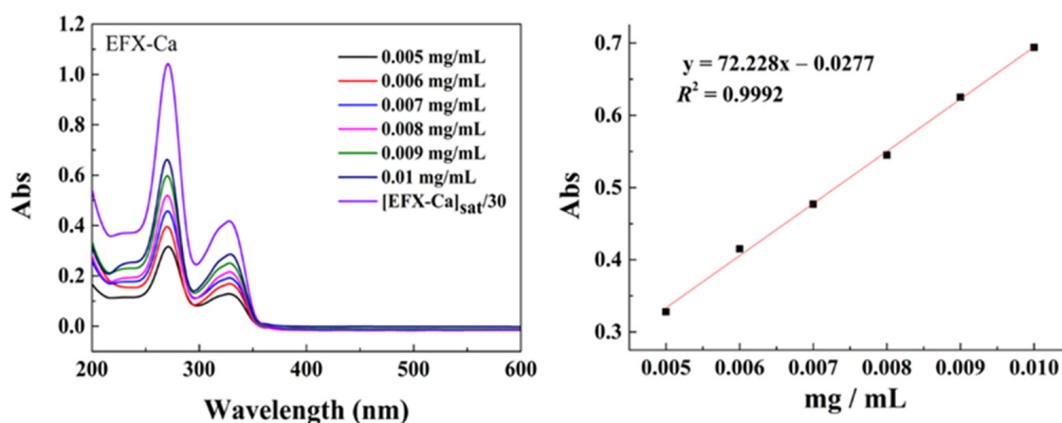 EFX-Ca
0.005 mg/mL
0.006 mg/mL
0.007 mg/mL
0.008 mg/mL
0.009 mg/mL
0.01 mg/mL
[EFX-Ca]sat/30
Abs
1.2
1.0
0.8
0.6
0.4
0.2
0.0
200
300
400
500
600
Wavelength (nm)
y = 72.228x – 0.0277
R² = 0.9992
Abs
0.7
0.6
0.5
0.4
0.3
0.005
0.006
0.007
0.008
0.009
0.010
mg / mL